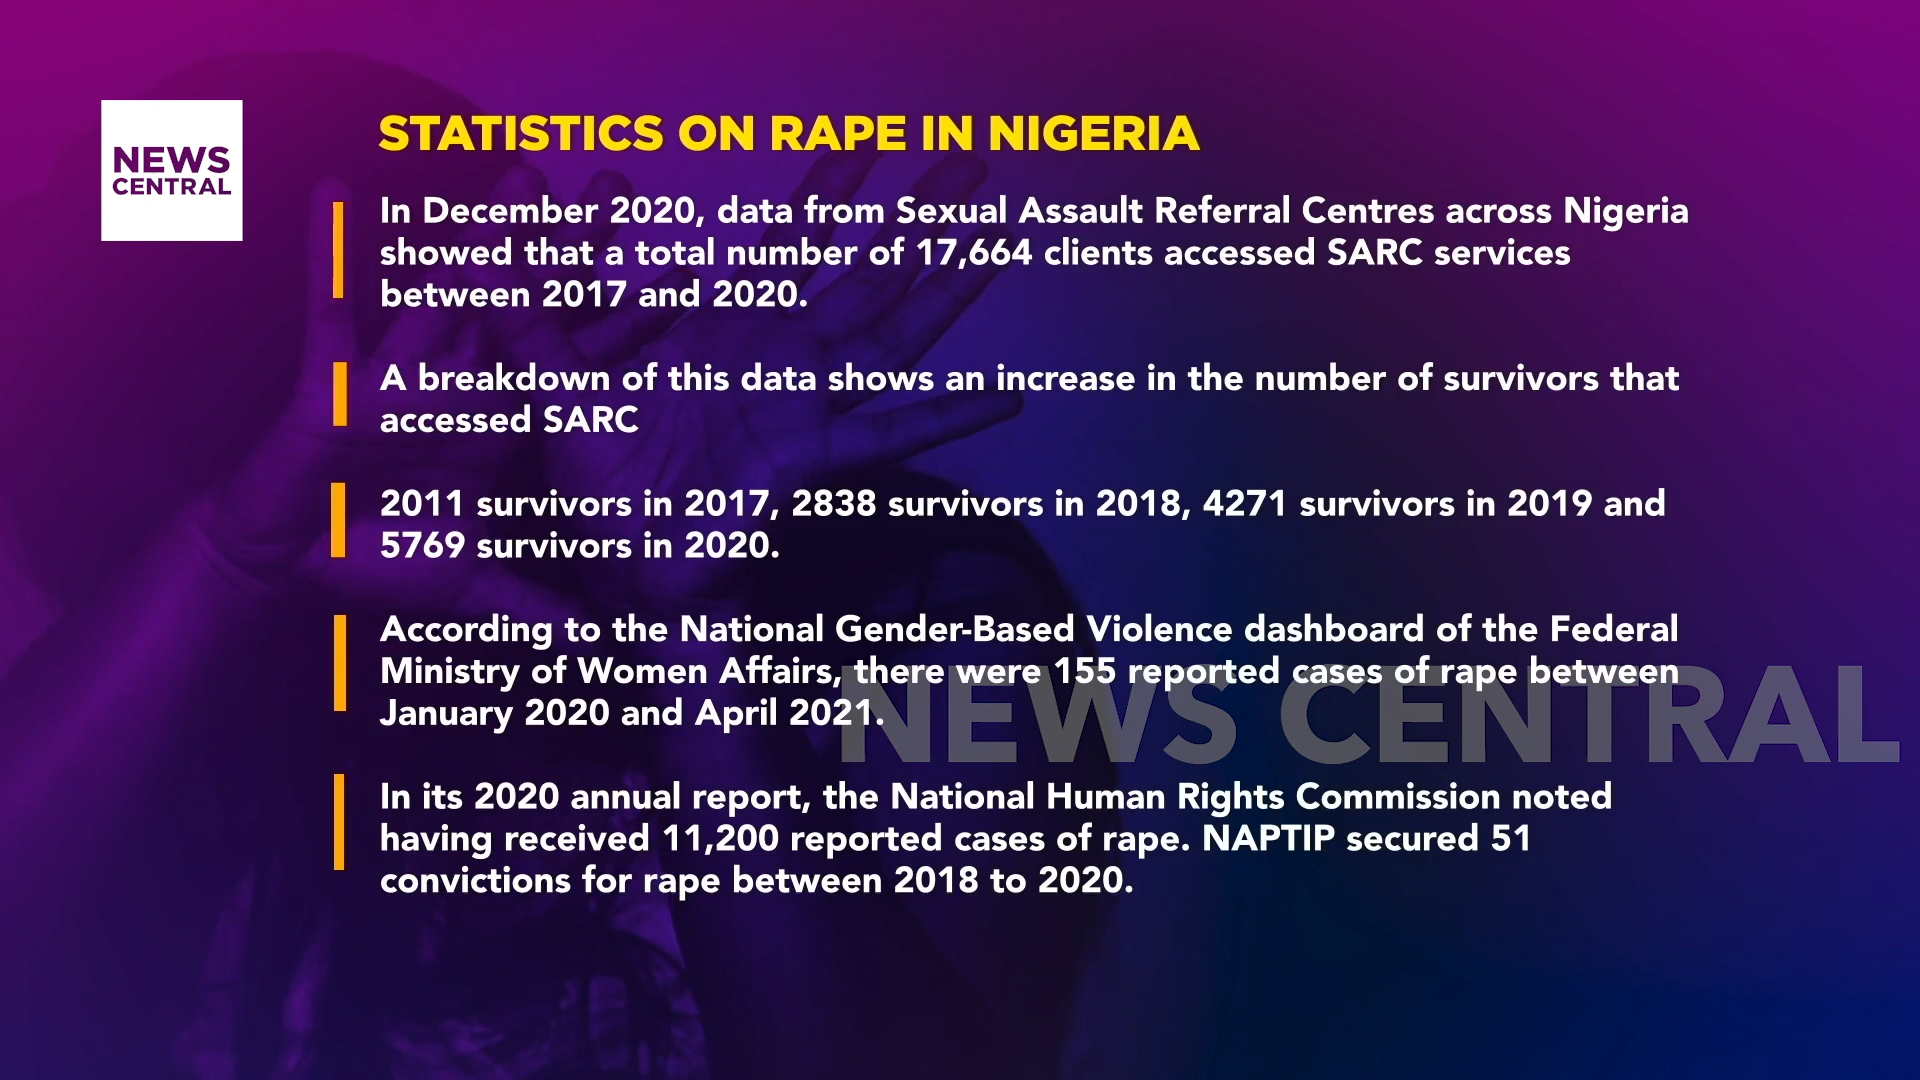 NEWS
CENTRAL
STATISTICS ON RAPE IN NIGERIA
In December 2020, data from Sexual Assault Referral Centres across Nigeria
showed that a total number of 17,664 clients accessed SARC services
between 2017 and 2020.
A breakdown of this data shows an increase in the number of survivors that
accessed SARC
2011 survivors in 2017, 2838 survivors in 2018, 4271 survivors in 2019 and
5769 survivors in 2020.
According to the National Gender-Based Violence dashboard of the Federal
Ministry of Women Affairs, there were 155 reported cases of rape between
January 2020 and April 2021.
NEWS CENTRAL
In its 2020 annual report, the National Human Rights Commission noted
having received 11,200 reported cases of rape. NAPTIP secured 51
convictions for rape between 2018 to 2020.